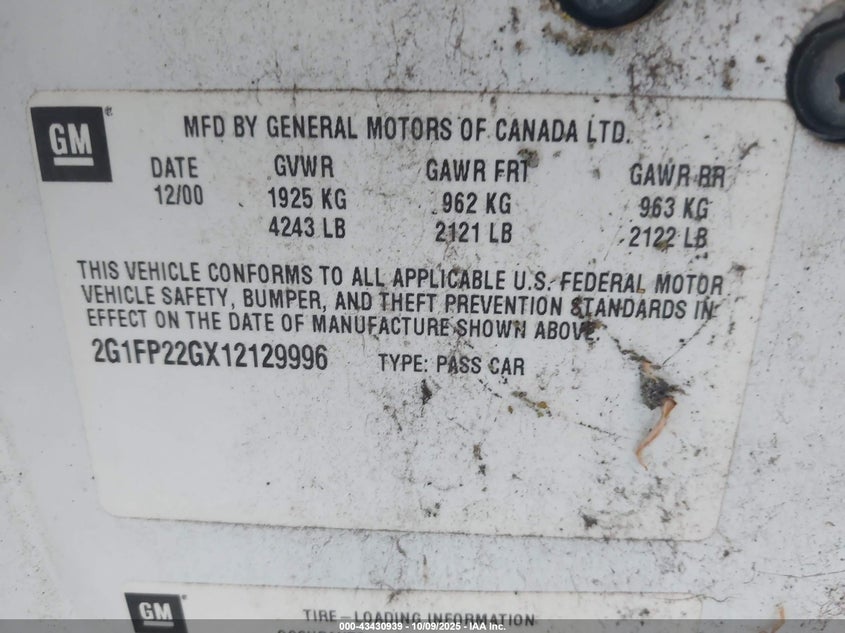 GM
MFD BY GENERAL MOTORS OF CANADA LTD.
DATE GVWR GAWR FRT GAWR RR
12/00 1925 KG 962 KG 963 KG
4243 LB 2121 LB 2122 LB
THIS VEHICLE CONFORMS TO ALL APPLICABLE U.S. FEDERAL MOTOR
VEHICLE SAFETY, BUMPER, AND THEFT PREVENTION STANDARDS IN
EFFECT ON THE DATE OF MANUFACTURE SHOWN ABOVE.
2G1FP22GX12129996 TYPE: PASS CAR
GM
TIRE-LOADING INFORMATION
000-43430939 - 10/09/2025 - IAA Inc.